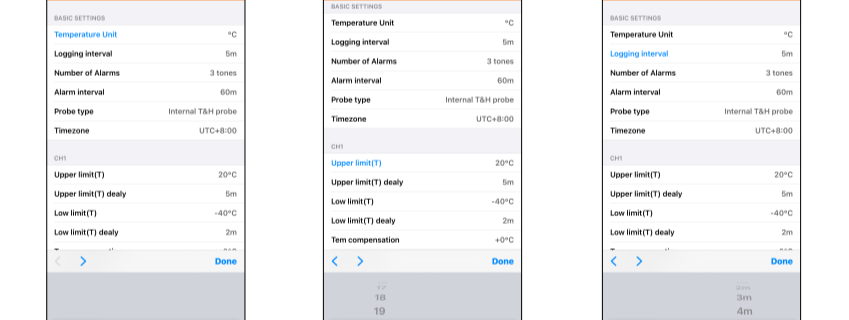 BASIC SETTINGS
Temperature Unit °C
Logging interval 5m
Number of Alarms 3 tones
Alarm interval 60m
Probe type Internal T&H probe
Timezone UTC+8:00
CH1
Upper limit(T) 20°C
Upper limit(T) dealy 5m
Low limit(T) -40°C
Low limit(T) dealy 2m
Done
BASIC SETTINGS
Temperature Unit °C
Logging interval 5m
Number of Alarms 3 tones
Alarm interval 60m
Probe type Internal T&H probe
Timezone UTC+8:00
CH1
Upper limit(T) 20°C
Upper limit(T) dealy 5m
Low limit(T) -40°C
Low limit(T) dealy 2m
Tem compensation +0°C
Done
17
18
19
BASIC SETTINGS
Temperature Unit °C
Logging interval 5m
Number of Alarms 3 tones
Alarm interval 60m
Probe type Internal T&H probe
Timezone UTC+8:00
CH1
Upper limit(T) 20°C
Upper limit(T) dealy 5m
Low limit(T) -40°C
Low limit(T) dealy 2m
Done
3m
4m